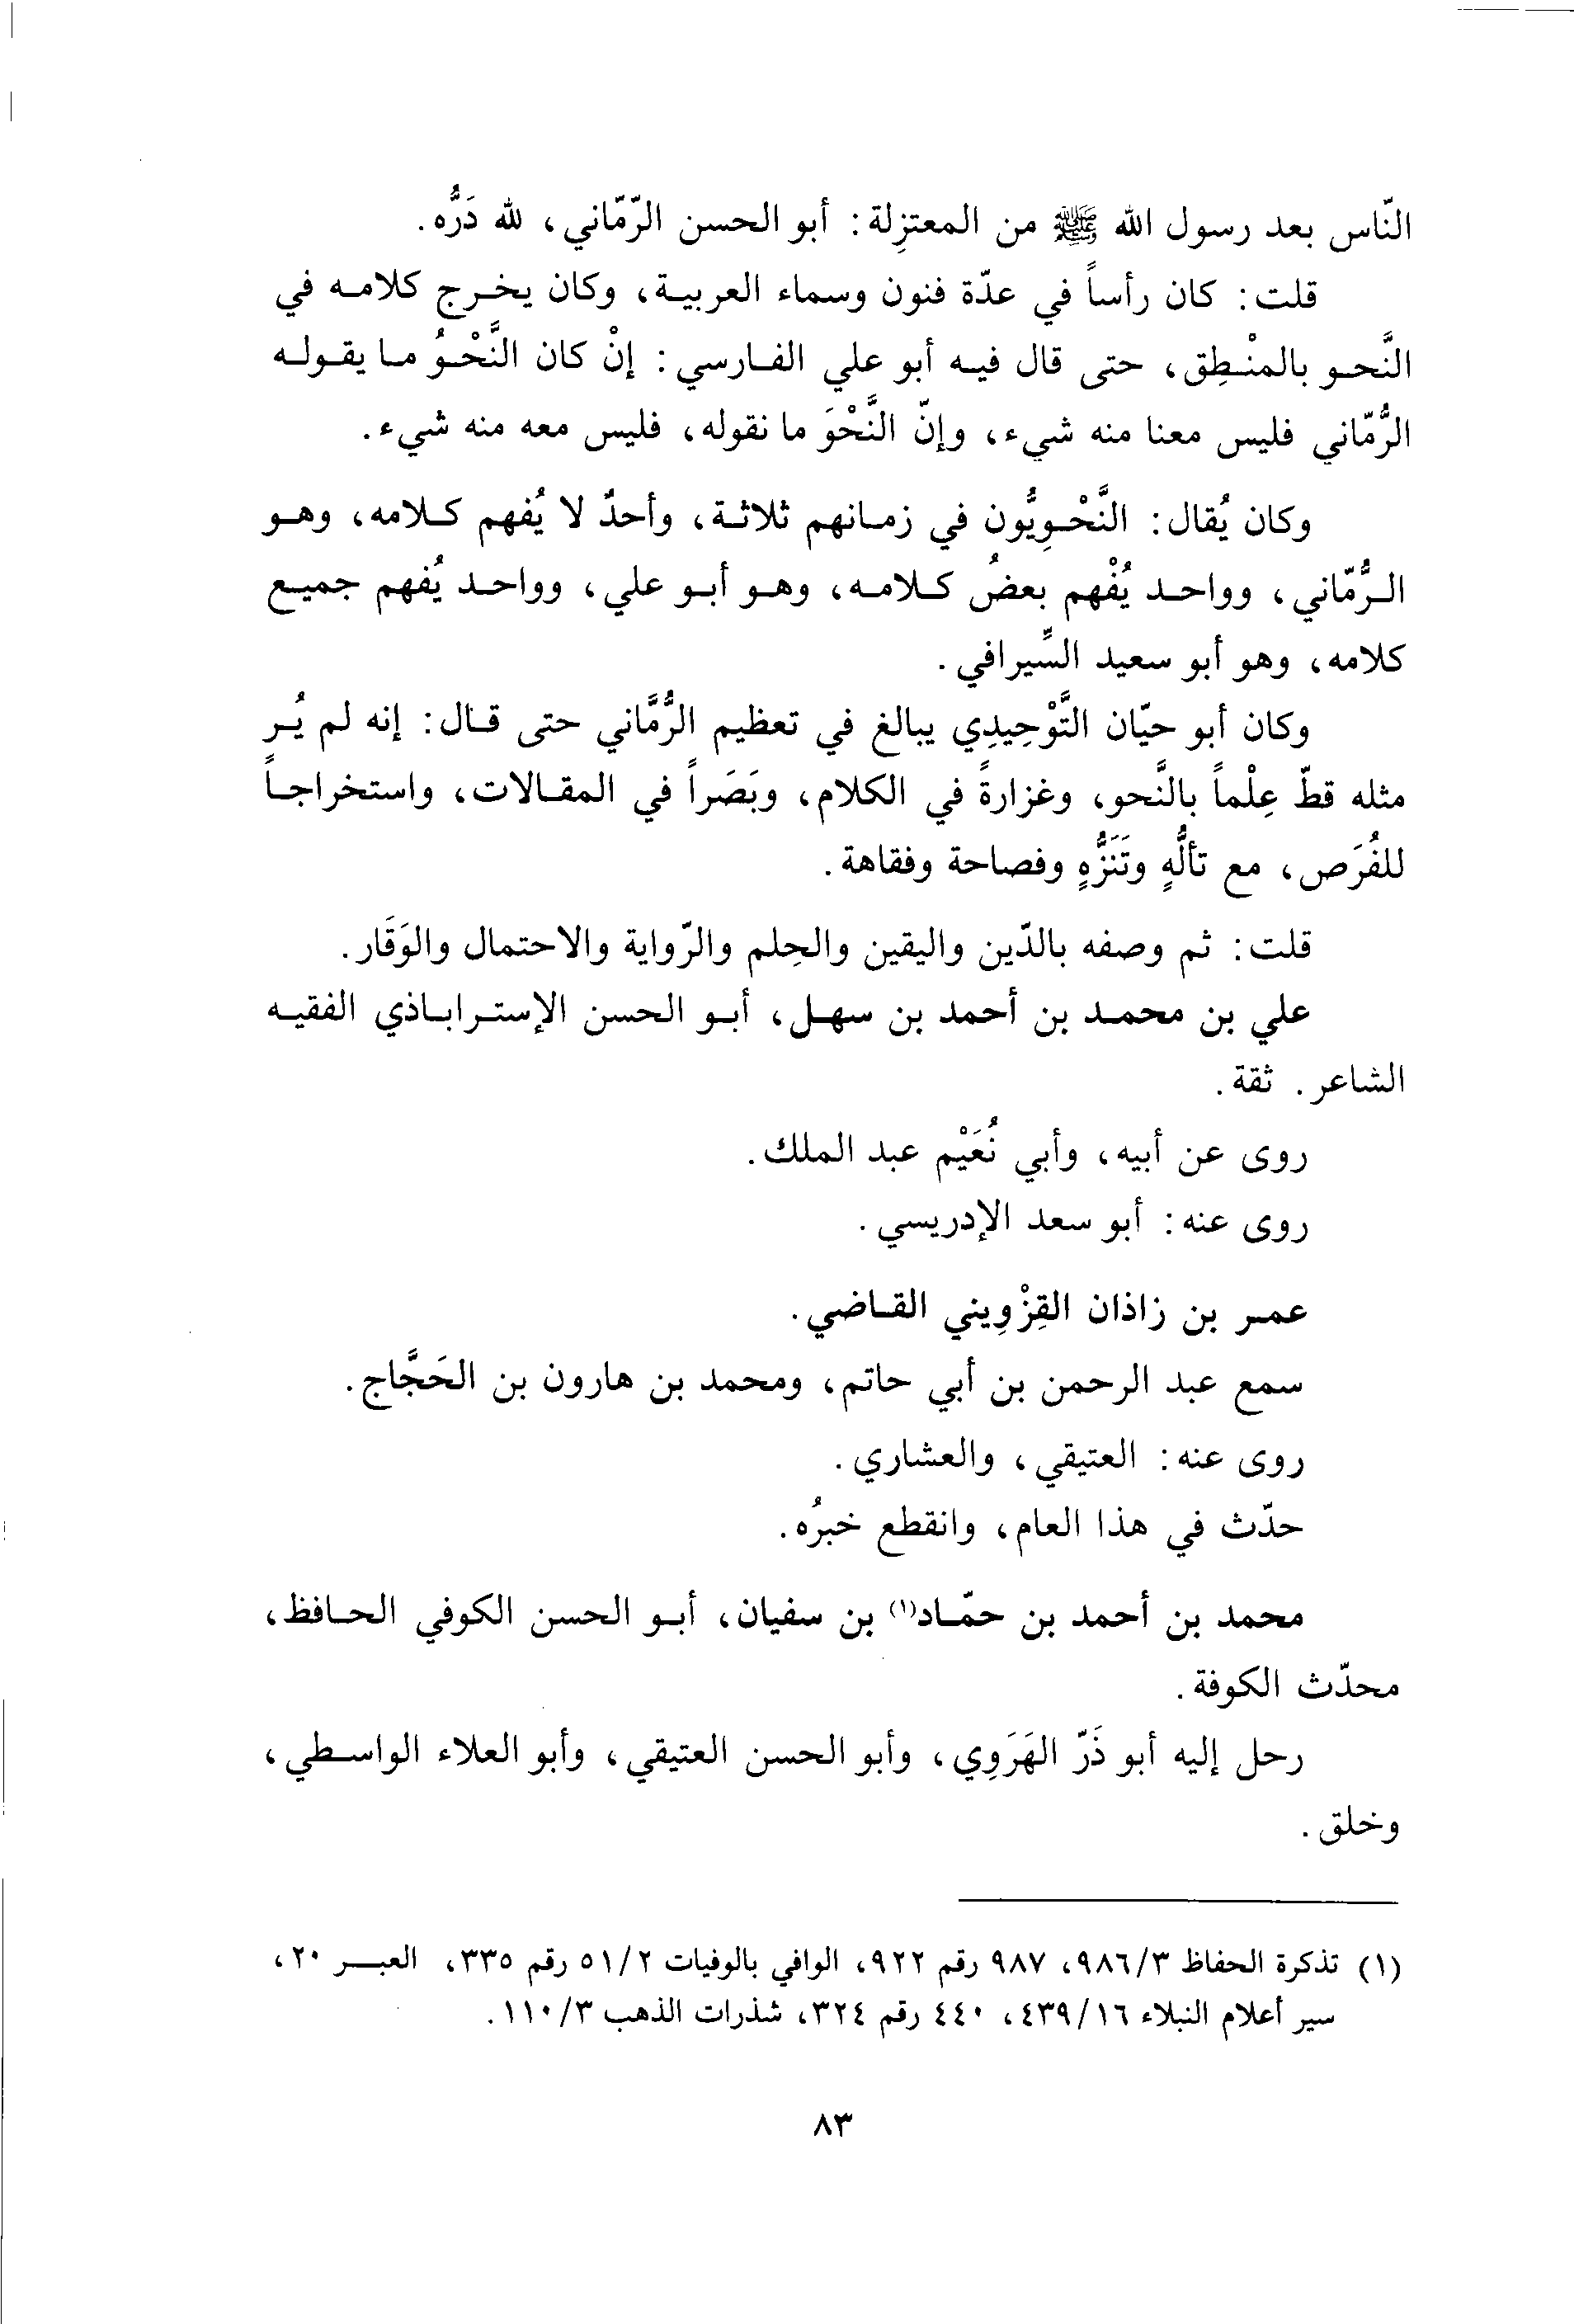 النّاس بعد رسول الله ﷺ من المعتزِلة: أبو الحسن الرّمّاني، لله دَرُّه.
قلت: كان رأساً في عدّة فنون وسماء العربية، وكان يخرج كلامه في
النَّحو بالمنْطِق، حتى قال فيه أبو علي الفارسي: إنْ كان النَّحْوُ ما يقوله
الرُّمّاني فليس معنا منه شيء، وإنّ النَّحْوَ ما نقوله، فليس معه منه شيء.
وكان يُقال: النَّحْوِيُّون في زمانهم ثلاثة، وأحدٌ لا يُفهم كلامه، وهو
الرُّمّاني، وواحد يُفْهم بعضُ كلامه، وهو أبو علي، وواحد يُفهم جميع
كلامه، وهو أبو سعيد السِّيرافي.
وكان أبو حيّان التَّوْحِيدِي يبالغ في تعظيم الرُّمَّاني حتى قال: إنه لم يُر
مثله قطّ عِلْماً بالنَّحو، وغزارةً في الكلام، وبَصَراً في المقالات، واستخراجاً
للفُرَص، مع تألُّهٍ وتَنَزُّهٍ وفصاحة وفقاهة.
قلت: ثم وصفه بالدّين واليقين والحِلم والرّواية والاحتمال والوَقَار.
علي بن محمد بن أحمد بن سهل، أبو الحسن الإستراباذي الفقيه
الشاعر. ثقة.
روى عن أبيه، وأبي نُعَيْم عبد الملك.
روى عنه: أبو سعد الإدريسي.
عمر بن زاذان القِزْوِيني القاضي.
سمع عبد الرحمن بن أبي حاتم، ومحمد بن هارون بن الحَجَّاج.
روى عنه: العتيقي، والعشاري.
حدّث في هذا العام، وانقطع خبرُه.
محمد بن أحمد بن حمّاد(١) بن سفيان، أبو الحسن الكوفي الحافظ،
محدّث الكوفة.
رحل إليه أبو ذَرّ الهَرَوِي، وأبو الحسن العتيقي، وأبو العلاء الواسطي،
وخلق.
(١) تذكرة الحفاظ ٩٨٦/٣، ٩٨٧ رقم ٩٢٢، الوافي بالوفيات ٥١/٢ رقم ٣٣٥، العبر ٢٠،
سير أعلام النبلاء ٤٣٩/١٦، ٤٤٠ رقم ٣٢٤، شذرات الذهب ١١٠/٣.
٨٣